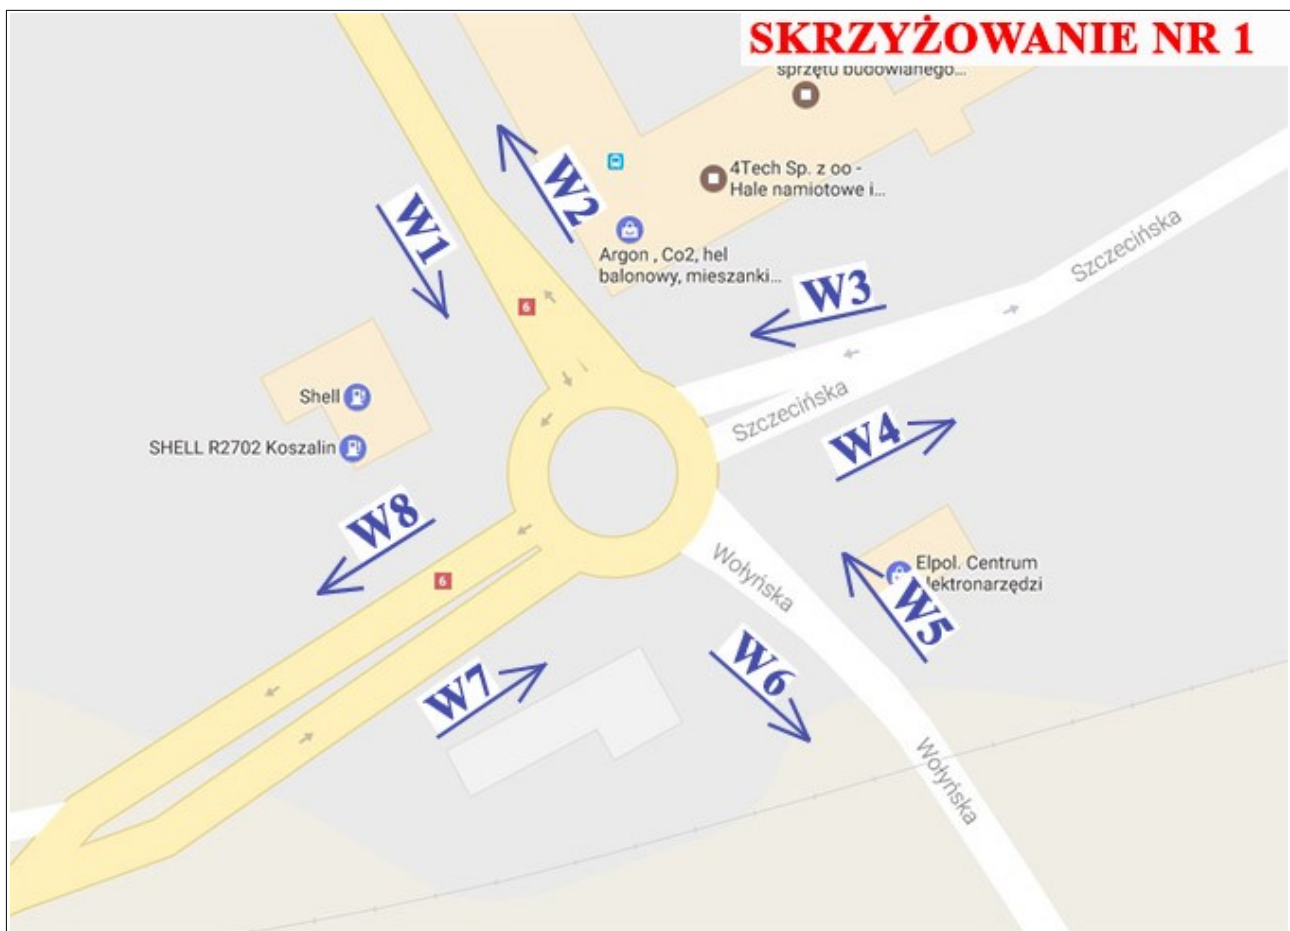 SKRZYŻOWANIE NR 1
sprzętu budowlanego...
4Tech Sp. z oo -
Hale namiotowe i...
W2
W1
Argon , Co2, hel
balonowy, mieszanki...
Szczecińska
W3
6
Shell
Szczecińska
SHELL R2702 Koszalin
W4
W8
6
Wołyńska
Elpol. Centrum
lektronarzędzi
W5
W6
W7
Wołyńska